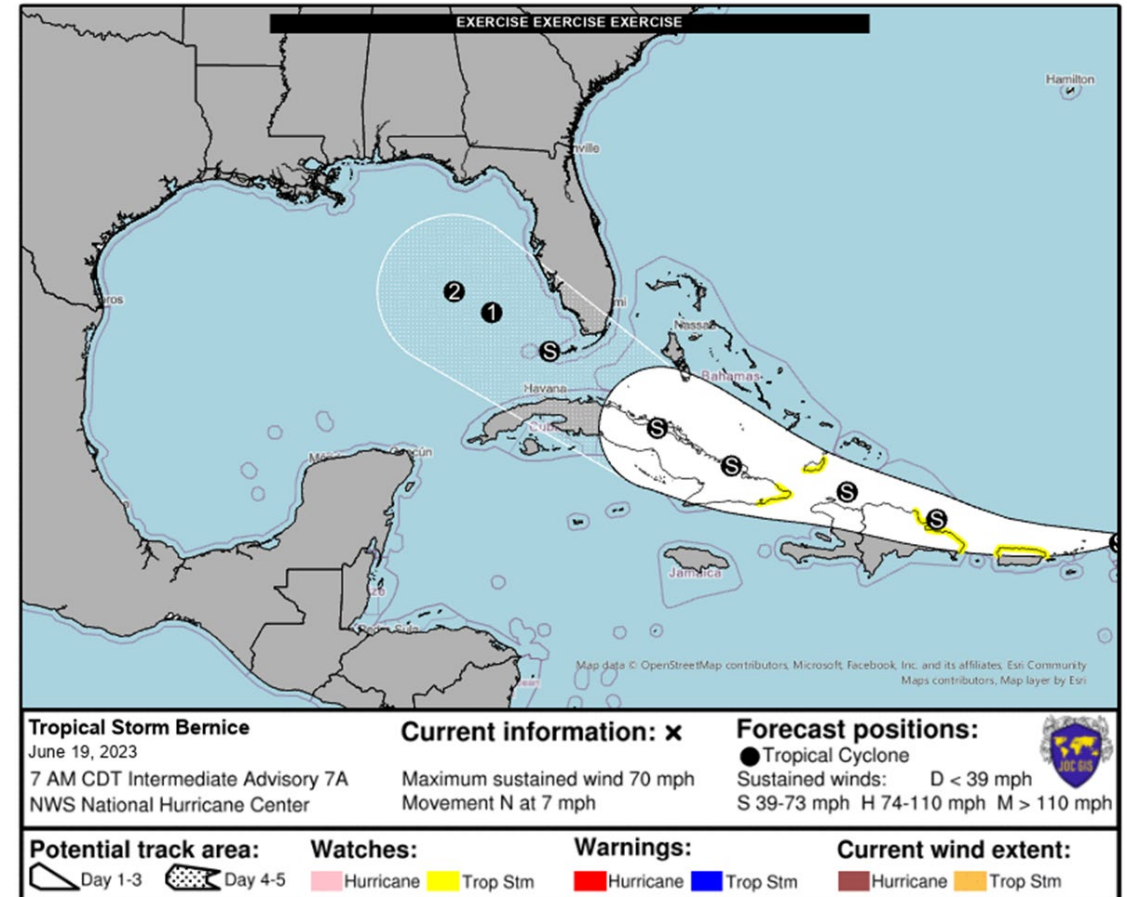 EXERCISE EXERCISE EXERCISE
Hamilton
nville
ros
mi
Nassau
Bahamas
2
1
S
Havana
Cuba
S
S
S
S
Cancún
Jamaica
Map data © OpenStreetMap contributors, Microsoft, Facebook, Inc. and its affiliates, Esri Community
Maps contributors, Map layer by Esri
Tropical Storm Bernice
June 19, 2023
7 AM CDT Intermediate Advisory 7A
NWS National Hurricane Center
Current information: x
Maximum sustained wind 70 mph
Movement N at 7 mph
Forecast positions:
Tropical Cyclone
Sustained winds: D < 39 mph
S 39-73 mph H 74-110 mph M > 110 mph
JOC GIS
Potential track area:
Day 1-3 Day 4-5
Watches:
Hurricane Trop Stm
Warnings:
Hurricane Trop Stm
Current wind extent:
Hurricane Trop Stm